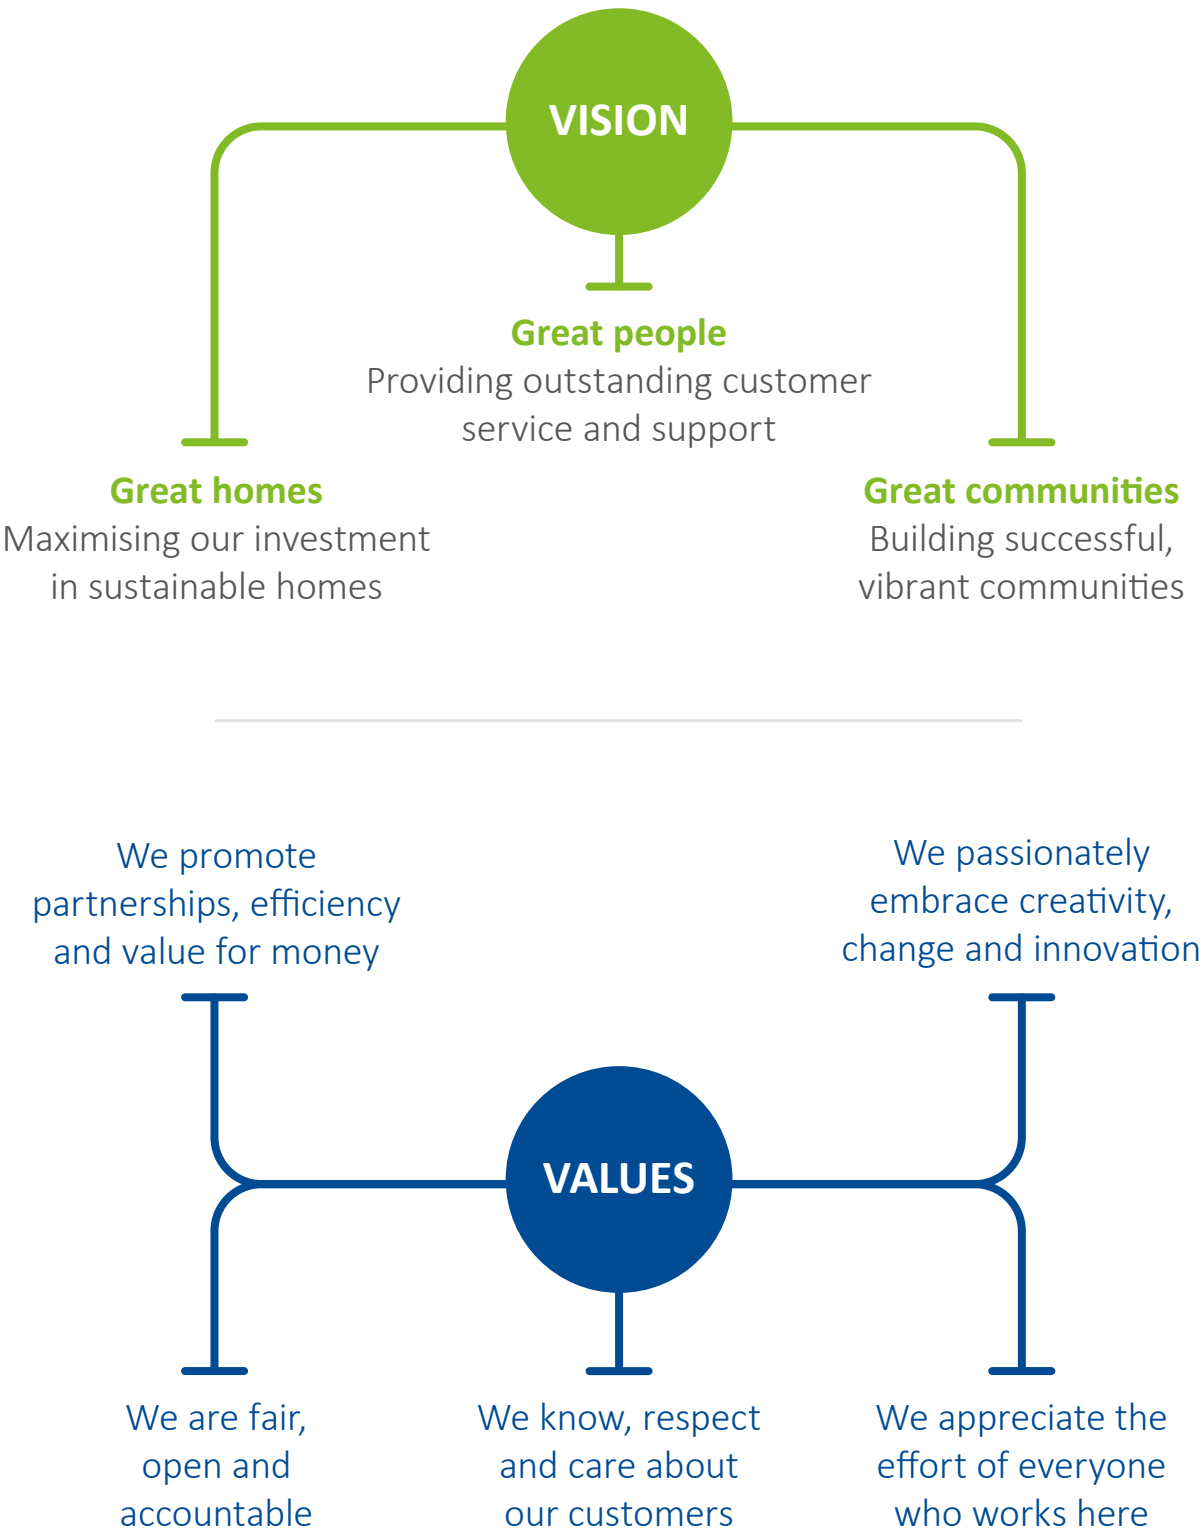 VISION
Great people
Providing outstanding customer
service and support
Great homes
Maximising our investment
in sustainable homes
Great communities
Building successful,
vibrant communities
We promote
partnerships, efficiency
and value for money
We passionately
embrace creativity,
change and innovation
VALUES
We are fair,
open and
accountable
We know, respect
and care about
our customers
We appreciate the
effort of everyone
who works here